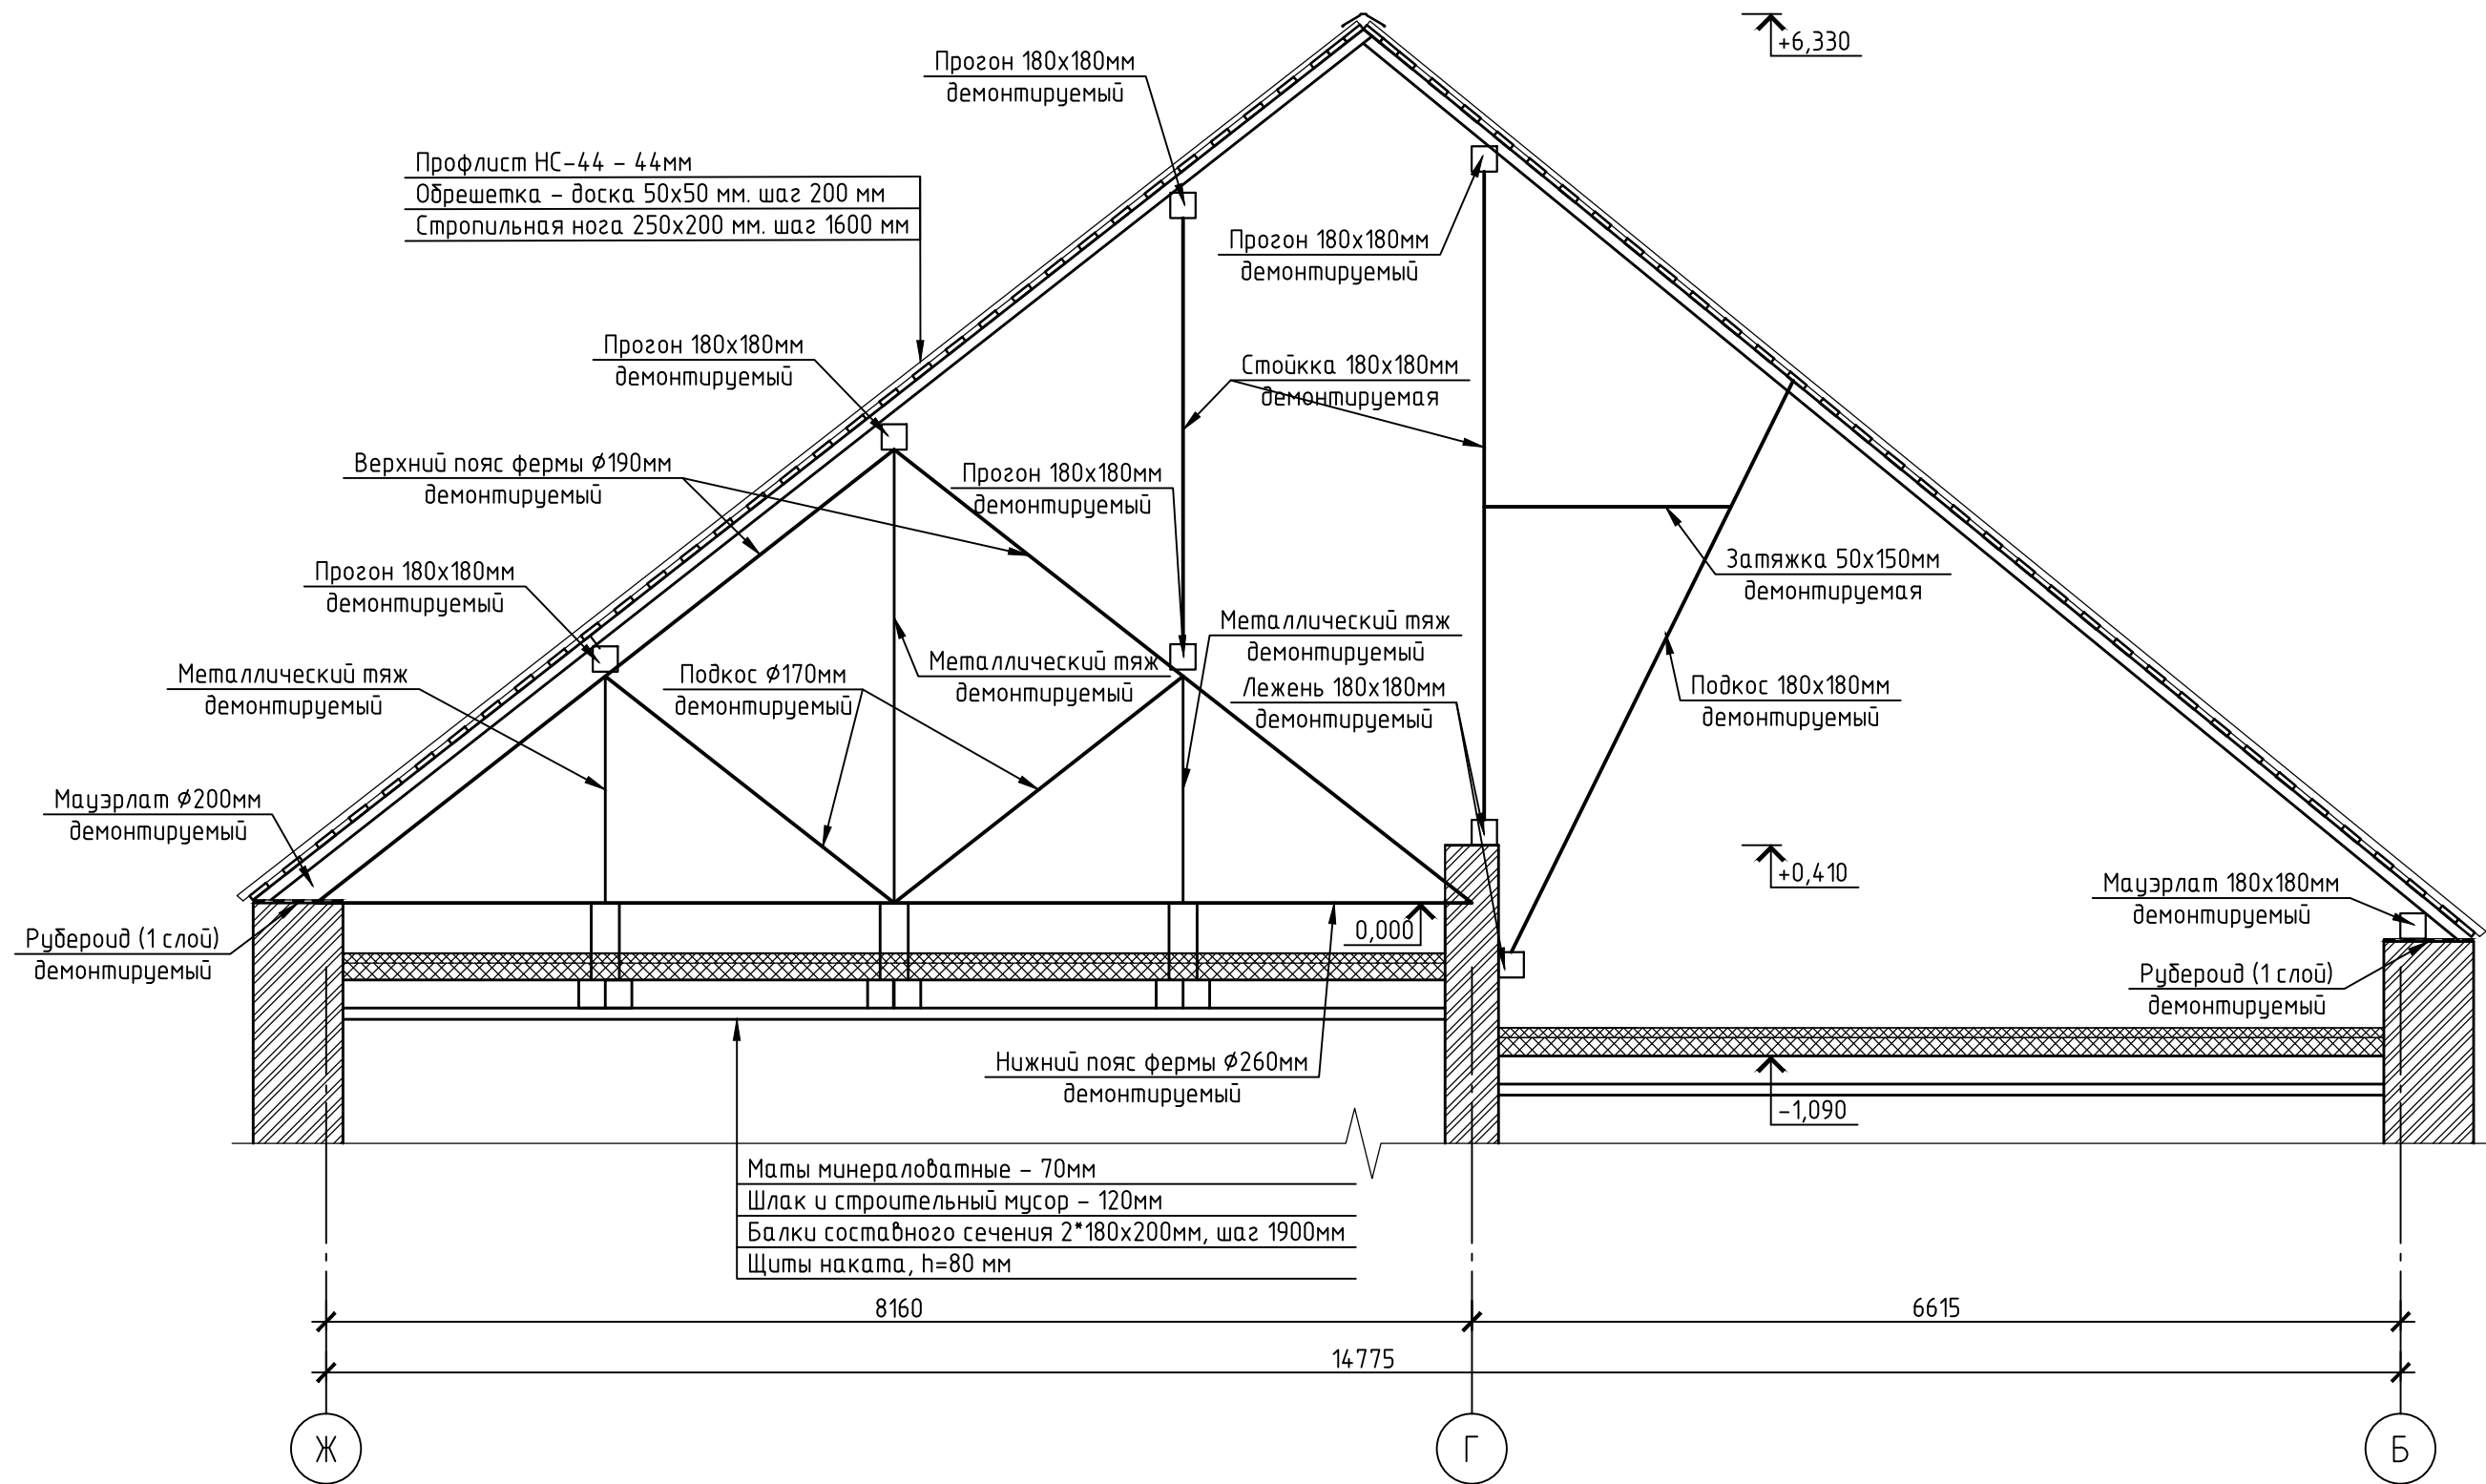 +6,330
Прогон 180х180мм
демонтируемый
Профлист НС-44 - 44мм
Обрешетка - доска 50х50 мм. шаг 200 мм
Стропильная нога 250х200 мм. шаг 1600 мм
Прогон 180х180мм
демонтируемый
Прогон 180х180мм
демонтируемый
Стойкка 180х180мм
демонтируемая
Верхний пояс фермы Ø190мм
демонтируемый
Прогон 180х180мм
демонтируемый
Затяжка 50х150мм
демонтируемая
Прогон 180х180мм
демонтируемый
Металлический тяж
демонтируемый
Металлический тяж
демонтируемый
Подкос Ø170мм
демонтируемый
Металлический тяж
демонтируемый
Лежень 180х180мм
демонтируемый
Подкос 180х180мм
демонтируемый
Мауэрлат Ø200мм
демонтируемый
+0,410
Мауэрлат 180х180мм
демонтируемый
Рубероид (1 слой)
демонтируемый
0,000
Рубероид (1 слой)
демонтируемый
Нижний пояс фермы Ø260мм
демонтируемый
-1,090
Маты минераловатные - 70мм
Шлак и строительный мусор - 120мм
Балки составного сечения 2*180х200мм, шаг 1900мм
Щиты наката, h=80 мм
8160
6615
14775
Ж
Г
Б